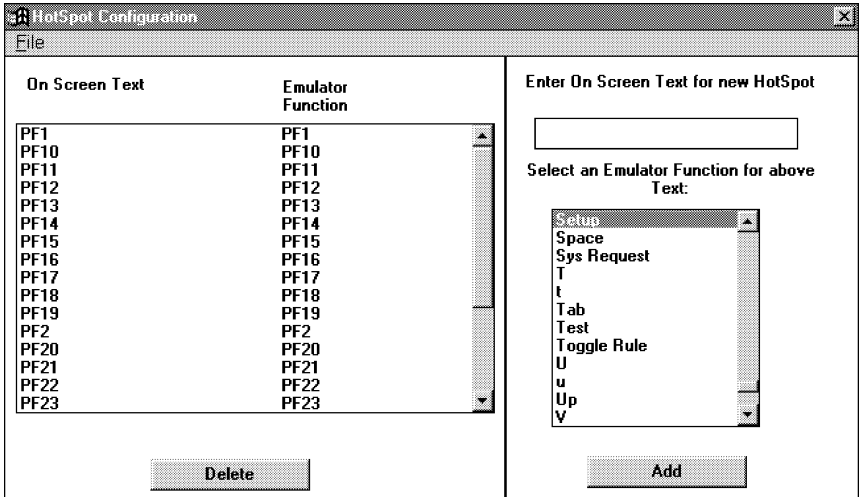 HotSpot Configuration
File
On Screen Text
Emulator
Function
PF1 PF1
PF10 PF10
PF11 PF11
PF12 PF12
PF13 PF13
PF14 PF14
PF15 PF15
PF16 PF16
PF17 PF17
PF18 PF18
PF19 PF19
PF2 PF2
PF20 PF20
PF21 PF21
PF22 PF22
PF23 PF23
Delete
Enter On Screen Text for new HotSpot
Select an Emulator Function for above
Text:
Setup
Space
Sys Request
T
t
Tab
Test
Toggle Rule
U
u
Up
V
Add